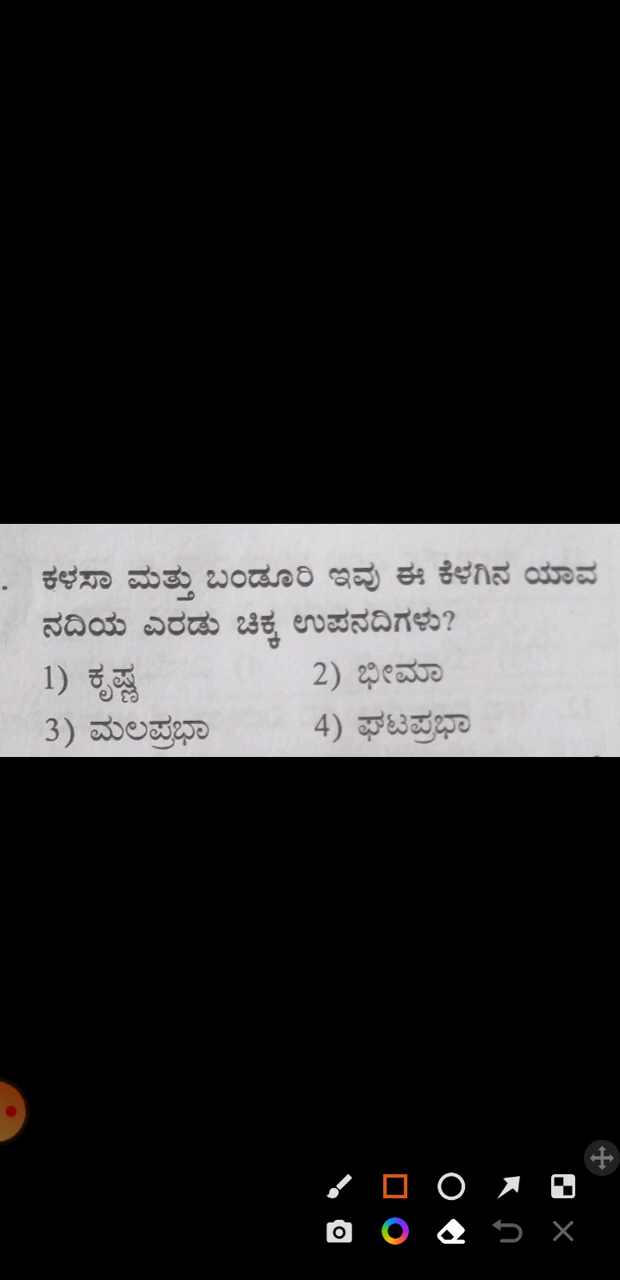 . ಕಳಸಾ ಮತ್ತು ಬಂಡೂರಿ ಇವು ಈ ಕೆಳಗಿನ ಯಾವ
ನದಿಯ ಎರಡು ಚಿಕ್ಕ ಉಪನದಿಗಳು?
1) ಕೃಷ್ಣ 2) ಭೀಮಾ
3) ಮಲಪ್ರಭಾ 4) ಘಟಪ್ರಭಾ